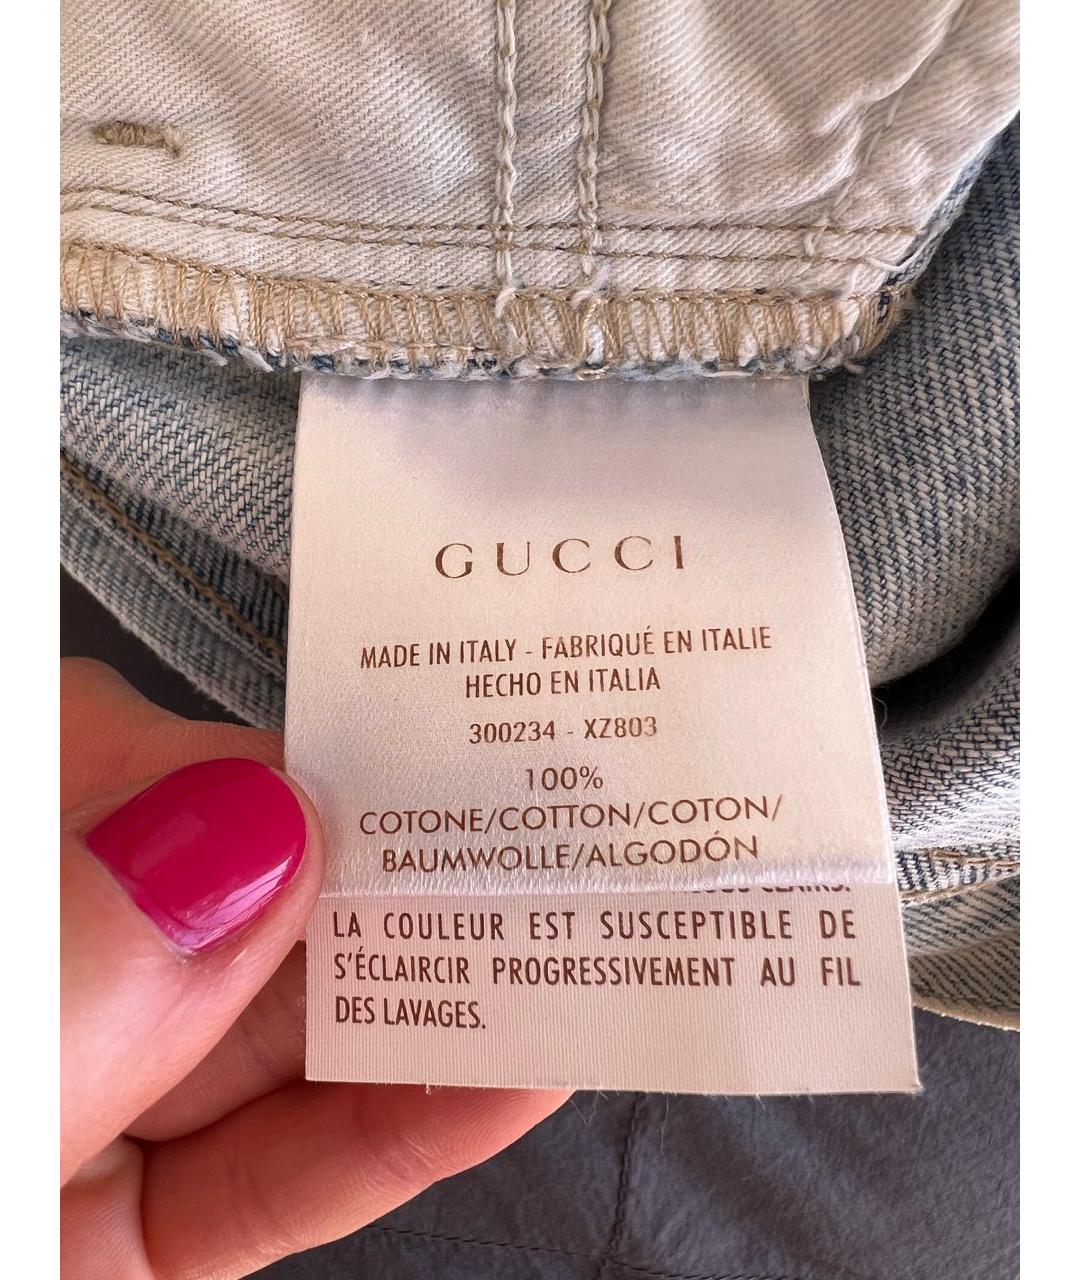 GUCCI
MADE IN ITALY - FABRIQUÉ EN ITALIE
HECHO EN ITALIA
300234 - XZ803
100%
COTONE/COTTON/COTON/
BAUMWOLLE/ALGODÓN
CLAIRS.
LA COULEUR EST SUSCEPTIBLE DE
S'ÉCLAIRCIR PROGRESSIVEMENT AU FIL
DES LAVAGES.